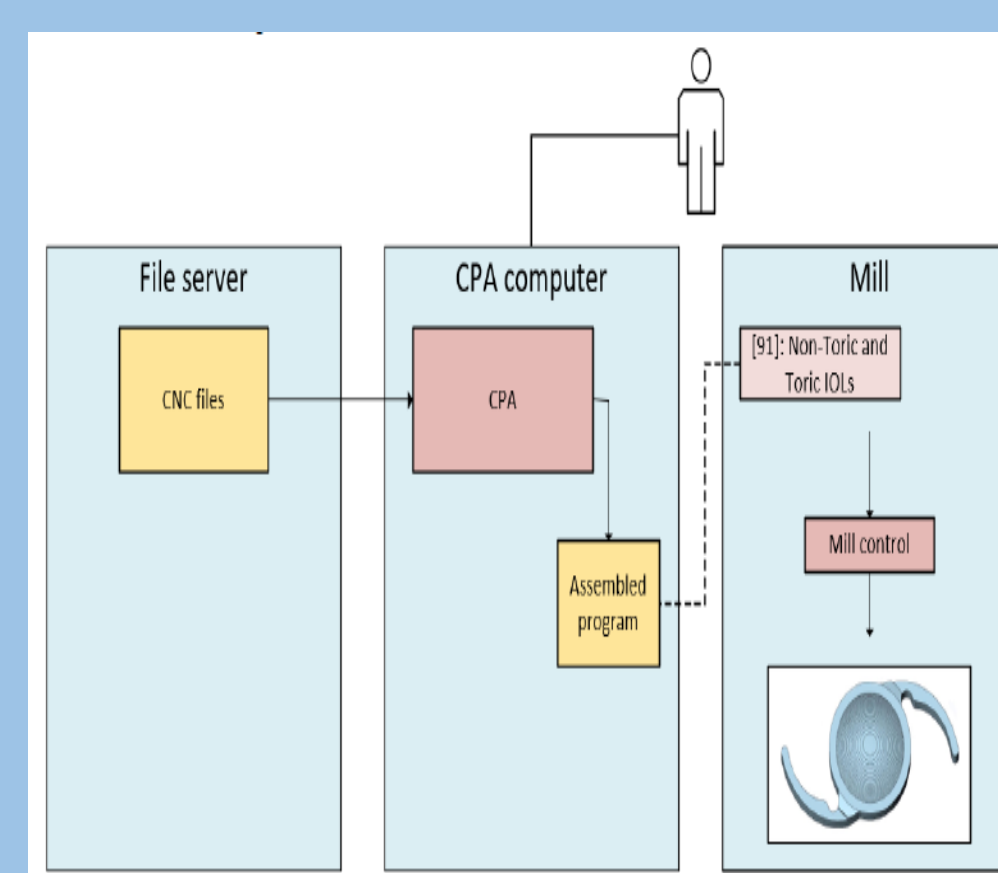 File server
CPA computer
Mill
CNC files
CPA
[91]: Non-Toric and
Toric IOLs
Mill control
Assembled
program